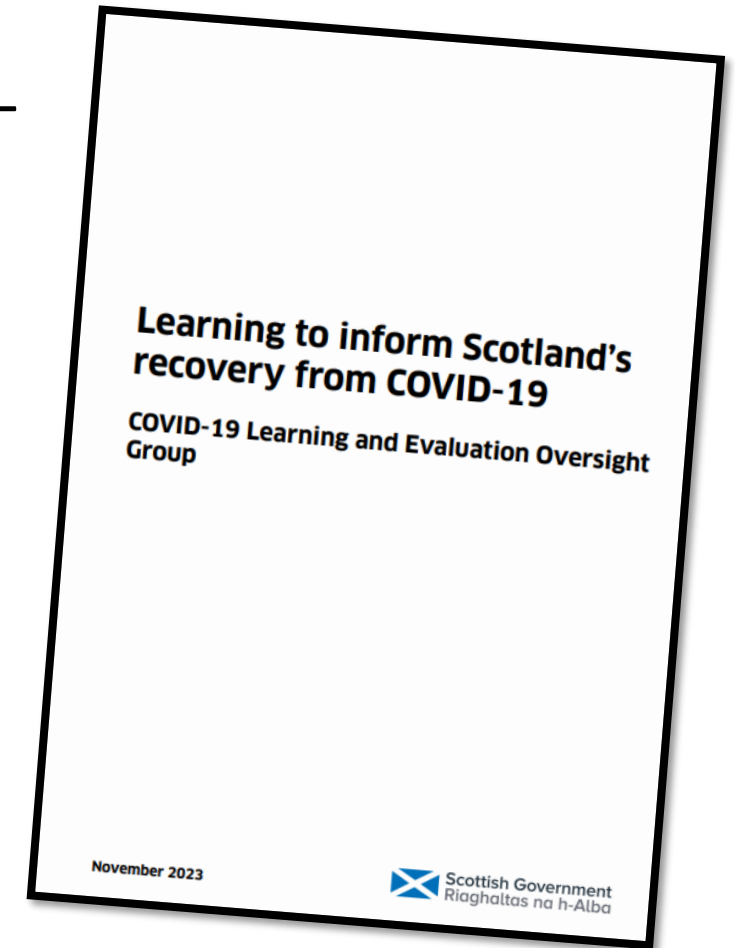 Learning to inform Scotland's
recovery from COVID-19
COVID-19 Learning and Evaluation Oversight
Group
November 2023
Scottish Government
Riaghaltas na h-Alba